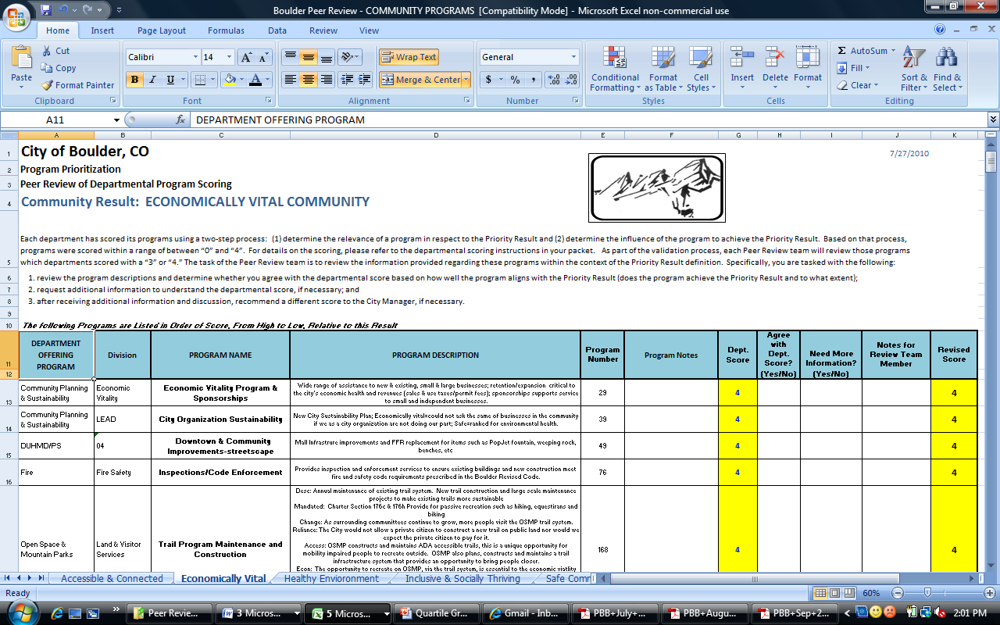 Boulder Peer Review - COMMUNITY PROGRAMS [Compatibility Mode] - Microsoft Excel non-commercial use
Home Insert Page Layout Formulas Data Review View
Paste
Cut
Copy
Format Painter
Clipboard
Calibri 14
B I U
Font
Wrap Text
Merge & Center
Alignment
General
$ % ,
Number
Conditional Formatting
Format as Table
Cell Styles
Styles
Insert Delete Format
Cells
Σ AutoSum
Fill
Clear
Sort & Filter
Find & Select
Editing
A11 fx DEPARTMENT OFFERING PROGRAM
A B C D E F G H I J K
1 City of Boulder, CO 7/27/2010
2 Program Prioritization
3 Peer Review of Departmental Program Scoring
4 Community Result: ECONOMICALLY VITAL COMMUNITY
Each department has scored its programs using a two-step process: (1) determine the relevance of a program in respect to the Priority Result and (2) determine the influence of the program to achieve the Priority Result. Based on that process,
programs were scored within a range of between “0” and “4”. For details on the scoring, please refer to the departmental scoring instructions in your packet. As part of the validation process, each Peer Review team will review those programs
5 which departments scored with a “3” or “4.” The task of the Peer Review team is to review the information provided regarding these programs within the context of the Priority Result definition. Specifically, you are tasked with the following:
6 1. review the program descriptions and determine whether you agree with the departmental score based on how well the program aligns with the Priority Result (does the program achieve the Priority Result and to what extent);
7 2. request additional information to understand the departmental score, if necessary; and
8 3. after receiving additional information and discussion, recommend a different score to the City Manager, if necessary.
9
10 The following Programs are Listed in Order of Score, From High to Low, Relative to this Result
11
12
DEPARTMENT
OFFERING
PROGRAM
Division
PROGRAM NAME
PROGRAM DESCRIPTION
Program
Number
Program Notes
Dept.
Score
Agree
with
Dept.
Score?
(Yes/No)
Need More
Information?
(Yes/No)
Notes for
Review Team
Member
Revised
Score
13
Community Planning
& Sustainability
Economic
Vitality
Economic Vitality Program &
Sponsorships
Wide range of assistance to new & existing, small & large businesses; retention/expansion critical to
the city's economic health and revenues (sales & use taxes/permit fees); sponsorships supports service
to small and independent businesses.
29 4 4
14
Community Planning
& Sustainability
LEAD
City Organization Sustainability
New City Sustainability Plan; Economically vital=could not ask the same of businesses in the community
if we as a city organization are not doing our part; Safe=ranked for environmental health.
39 4 4
15
DUHMD/PS
04
Downtown & Community
Improvements-streetscape
Mall Infrastrure improvements and FFR replacement for items such as PopJet fountain, weeping rock,
benches, etc
49 4 4
16
Fire
Fire Safety
Inspections/Code Enforcement
Provides inspection and enforcement services to ensure existing buildings and new construction meet
fire and safety code requirements prescribed in the Boulder Revised Code.
76 4 4
Open Space &
Mountain Parks
Land & Visitor
Services
Trail Program Maintenance and
Construction
Desc: Annual maintenance of existing trail system. New trail construction and large scale maintenance
projects to make existing trails more sustainable
Mandated: Charter Section 176c & 176h Provide for passive recreation such as hiking, equestirans and
biking
Change: As surrounding committees continue to grow, more people visit the OSMP trail system.
Reliance: The City would not allow a private citizen to construct a new trail on public land nor would we
expect the private citizen to pay for it.
Access: OSMP constructs and maintains ADA accessible trails, this is a unique opportunity for
mobility impaired people to recreate outside. OSMP also plans, constructs and maintains a trail
infrastructure system that provides an opportunity to bring people closer.
Econ: The opportunity to recreate on OSMP, via the trail system, is essential to the economic viatlity
168 4 4
Accessible & Connected Economically Vital Healthy Envioronment Inclusive & Socially Thriving Safe Comm
Ready 60%
Peer Revie... 3 Micros... 5 Micros... Quartile Gr... Gmail - Inb... PBB+July+... PBB+Augu... PBB+Sep+2... 2:01 PM